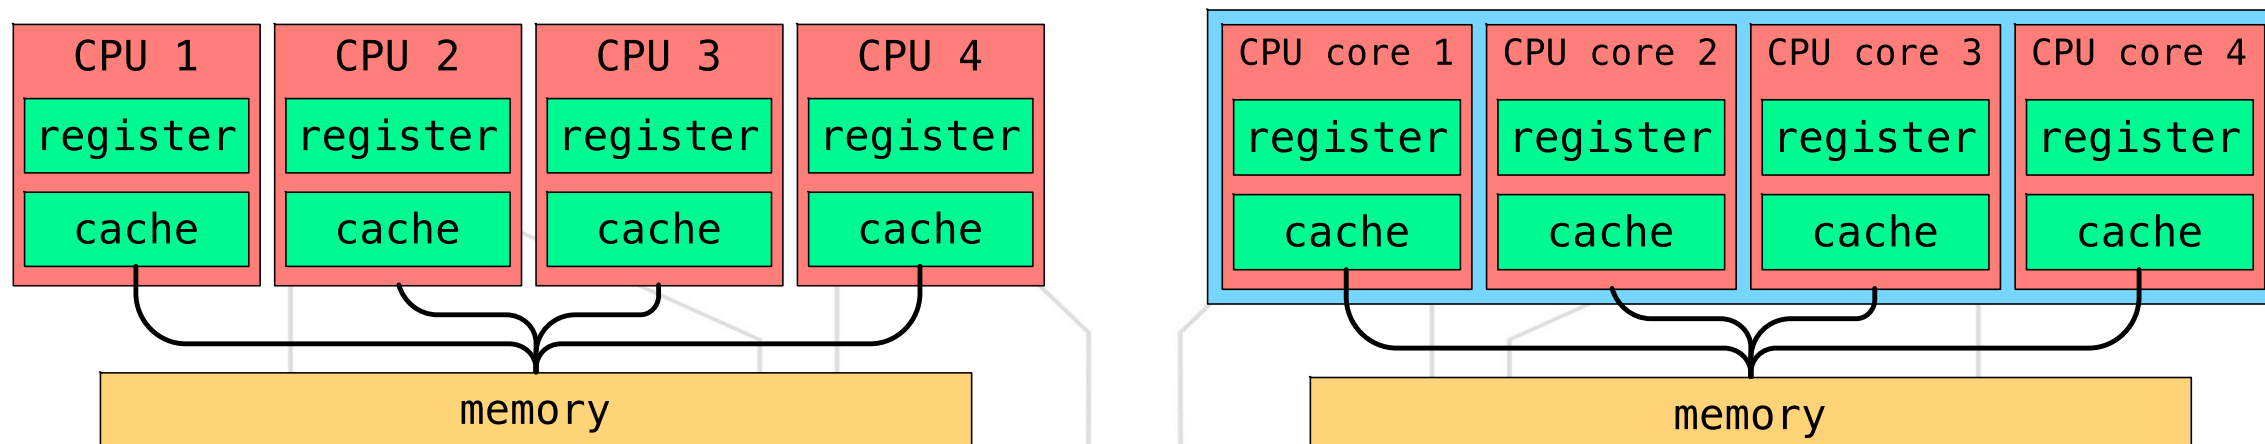 CPU 1 CPU 2 CPU 3 CPU 4
register register register register
cache cache cache cache
memory
CPU core 1 CPU core 2 CPU core 3 CPU core 4
register register register register
cache cache cache cache
memory